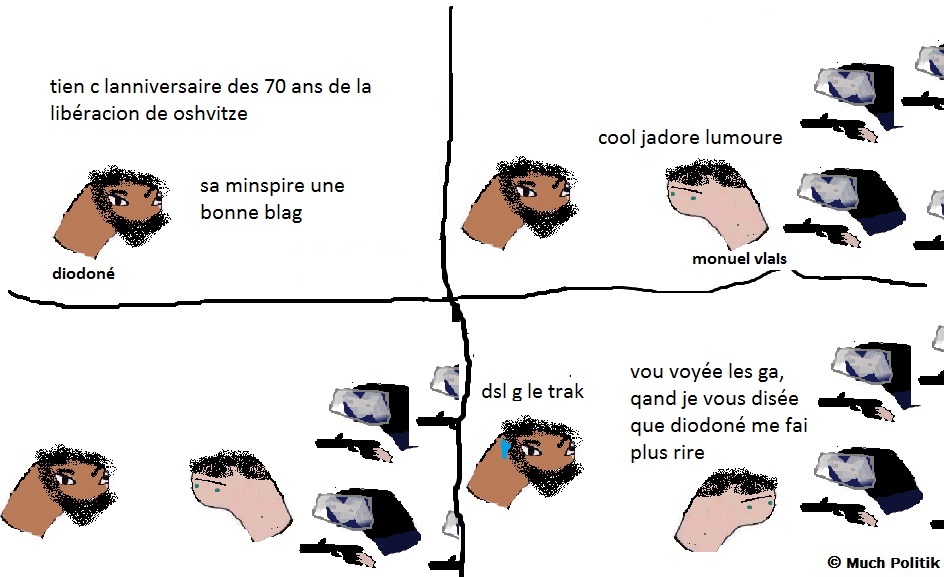 tien c lanniversaire des 70 ans de la
libéracion de oshvitze
sa minspire une
bonne blag
diodoné
cool jadore lumoure
monuel vlals
dsl g le trak
vou voyée les ga,
qand je vous disée
que diodoné me fai
plus rire
© Much Politik